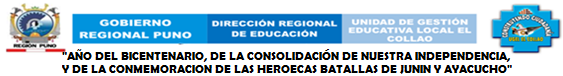 REGIÓN PUNO
GOBIERNO
REGIONAL PUNO
DIRECCIÓN REGIONAL
DE EDUCACIÓN
UNIDAD DE GESTIÓN
EDUCATIVA LOCAL EL
COLLAO
"AÑO DEL BICENTENARIO, DE LA CONSOLIDACIÓN DE NUESTRA INDEPENDENCIA,
Y DE LA CONMEMORACION DE LAS HEROECAS BATALLAS DE JUNIN Y AYACUCHO"